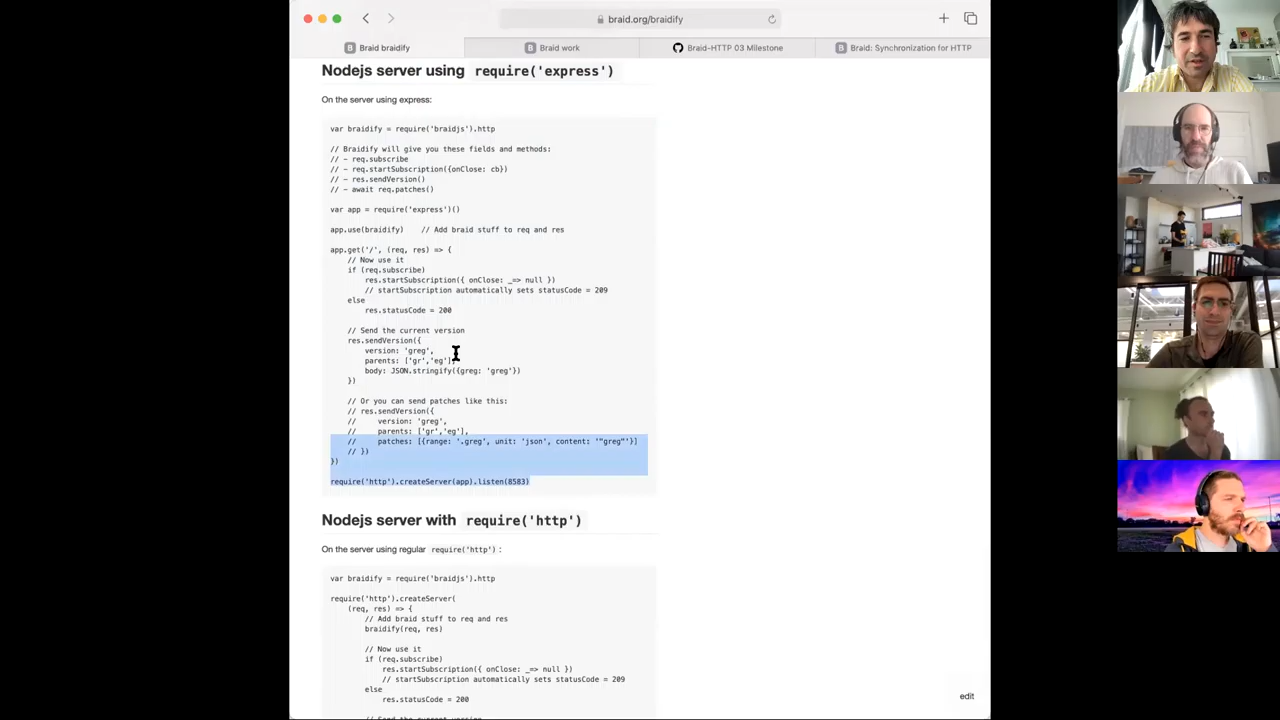 braid.org/braidify
Braid braidify
Braid work
Braid-HTTP 03 Milestone
Braid: Synchronization for HTTP
Nodejs server using require('express')
On the server using express:
var braidify = require('braidjs').http
// Braidify will give you these fields and methods:
// - req.subscribe
// - req.startSubscription({onClose: cb})
// - res.sendVersion()
// - await req.patches()
var app = require('express')()
app.use(braidify)    // Add braid stuff to req and res
app.get('/', (req, res) => {
    // Now use it
    if (req.subscribe)
        res.startSubscription({ onClose: _=> null })
        // startSubscription automatically sets statusCode = 209
    else
        res.statusCode = 200
    // Send the current version
    res.sendVersion({
        version: 'greg',
        parents: ['gr','eg'],
        body: JSON.stringify({greg: 'greg'})
    })
    // Or you can send patches like this:
    // res.sendVersion({
    //     version: 'greg',
    //     parents: ['gr','eg'],
    //     patches: [{range: '.greg', unit: 'json', content: '"greg"'}]
    // })
})
require('http').createServer(app).listen(8583)
Nodejs server with require('http')
On the server using regular require('http') :
var braidify = require('braidjs').http
require('http').createServer(
    (req, res) => {
        // Add braid stuff to req and res
        braidify(req, res)
        // Now use it
        if (req.subscribe)
            res.startSubscription({ onClose: _=> null })
            // startSubscription automatically sets statusCode = 209
        else
            res.statusCode = 200
        // Send the current version
edit